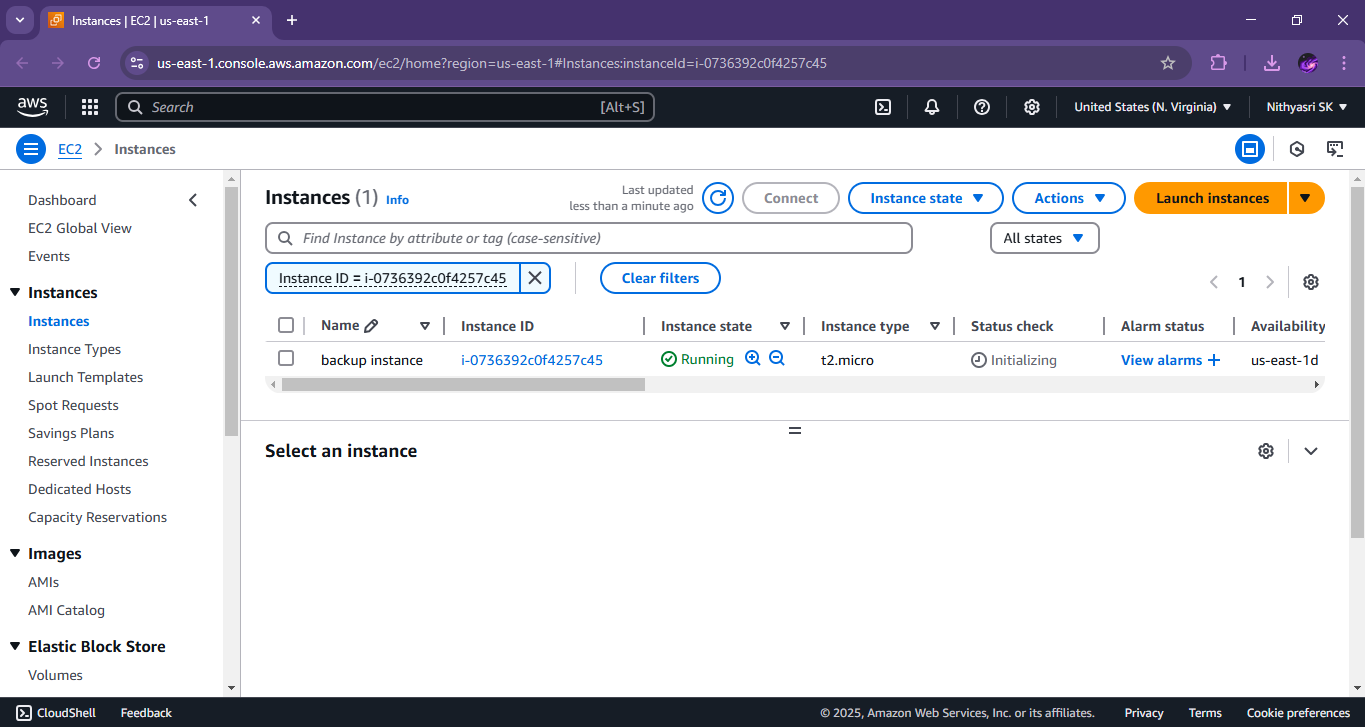 Instances | EC2 | us-east-1
us-east-1.console.aws.amazon.com/ec2/home?region=us-east-1#Instances:instanceId=i-0736392c0f4257c45
aws
Search [Alt+S]
United States (N. Virginia)
Nithyasri SK
EC2 > Instances
Dashboard
EC2 Global View
Events
Instances
Instances
Instance Types
Launch Templates
Spot Requests
Savings Plans
Reserved Instances
Dedicated Hosts
Capacity Reservations
Images
AMIs
AMI Catalog
Elastic Block Store
Volumes
Instances (1) Info
Last updated
less than a minute ago
Connect
Instance state
Actions
Launch instances
Find Instance by attribute or tag (case-sensitive)
All states
Instance ID = i-0736392c0f4257c45
Clear filters
1
Name Instance ID Instance state Instance type Status check Alarm status Availability
backup instance i-0736392c0f4257c45 Running t2.micro Initializing View alarms + us-east-1d
Select an instance
CloudShell Feedback
© 2025, Amazon Web Services, Inc. or its affiliates. Privacy Terms Cookie preferences